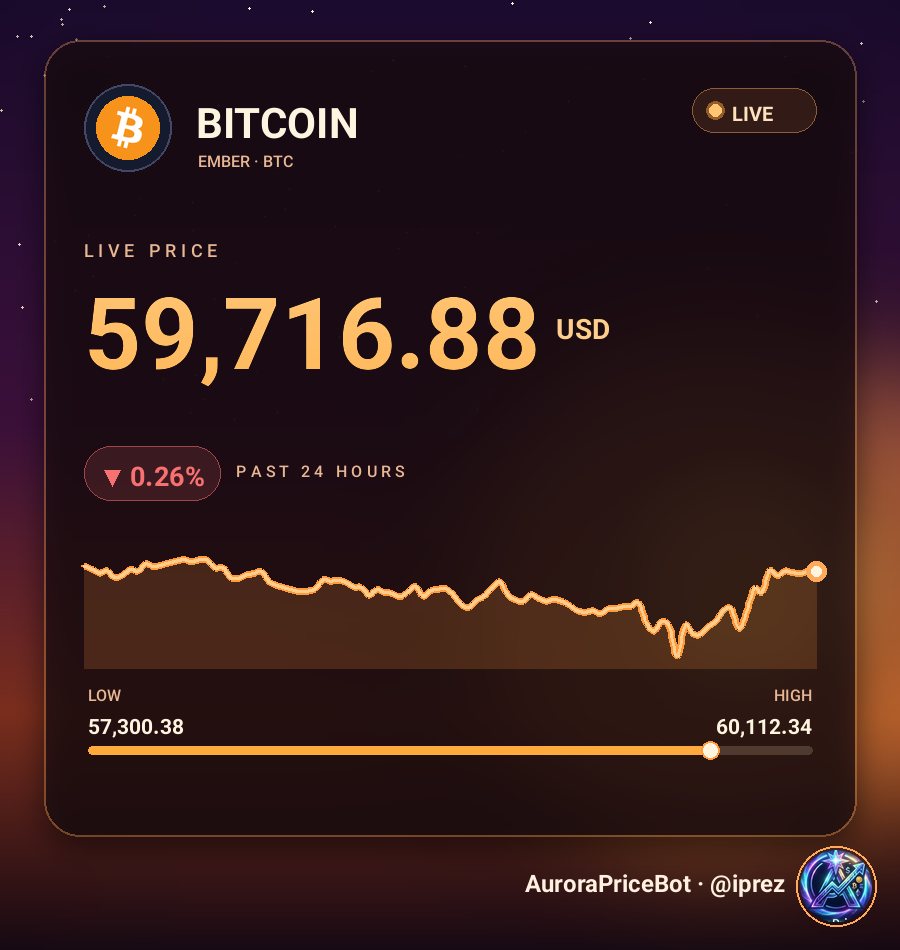 BITCOIN
EMBER · BTC
LIVE
LIVE PRICE
59,716.88 USD
▼ 0.26% PAST 24 HOURS
LOW HIGH
57,300.38 60,112.34
AuroraPriceBot · @iprez